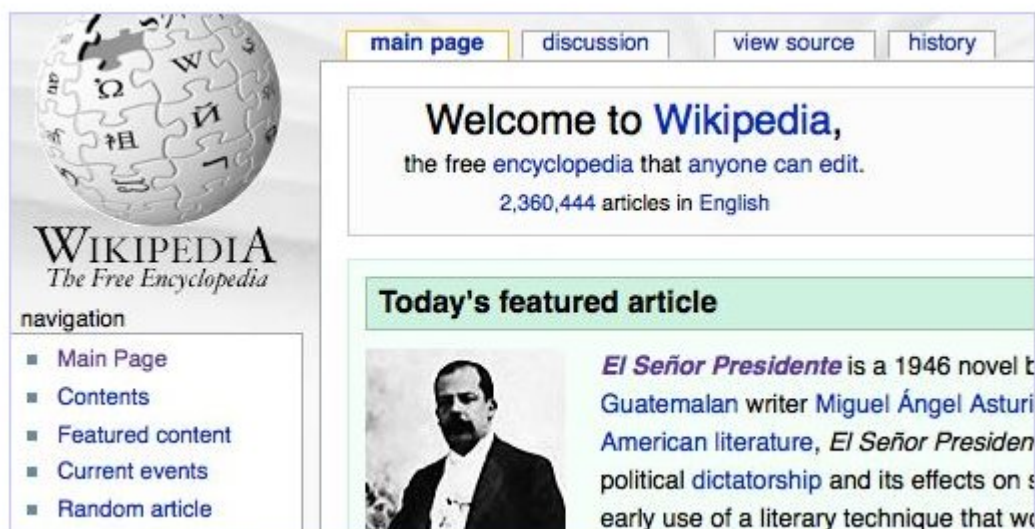 main page discussion view source history
Welcome to Wikipedia,
the free encyclopedia that anyone can edit.
2,360,444 articles in English
WIKIPEDIA
The Free Encyclopedia
navigation
Main Page
Contents
Featured content
Current events
Random article
Today's featured article
El Señor Presidente is a 1946 novel
Guatemalan writer Miguel Ángel
American literature, El Señor
political dictatorship and its effects on
early use of a literary technique that